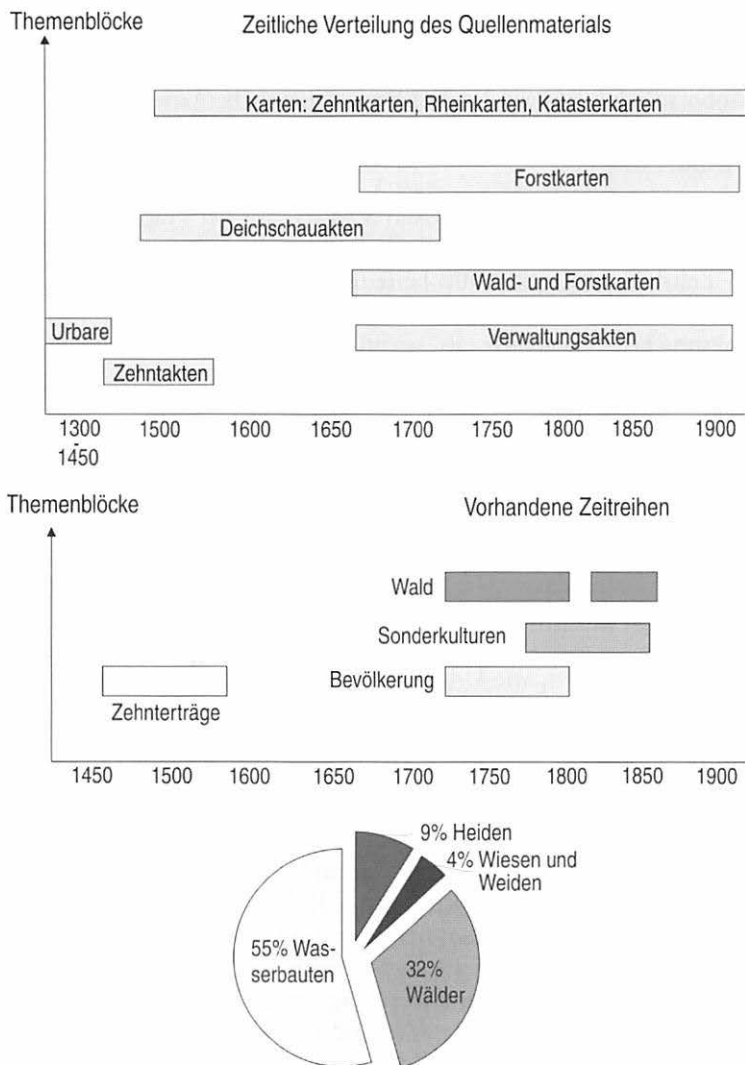 Themenblöcke
Zeitliche Verteilung des Quellenmaterials
Karten: Zehntkarten, Rheinkarten, Katasterkarten
Forstkarten
Deichschauakten
Wald- und Forstkarten
Urbare
Verwaltungsakten
Zehntakten
1300 1500 1600 1650 1700 1750 1800 1850 1900
-
1450
Themenblöcke
Vorhandene Zeitreihen
Wald
Sonderkulturen
Bevölkerung
Zehnterträge
1450 1500 1600 1650 1700 1750 1800 1850 1900
9% Heiden
4% Wiesen und
Weiden
55% Was-
serbauten
32%
Wälder